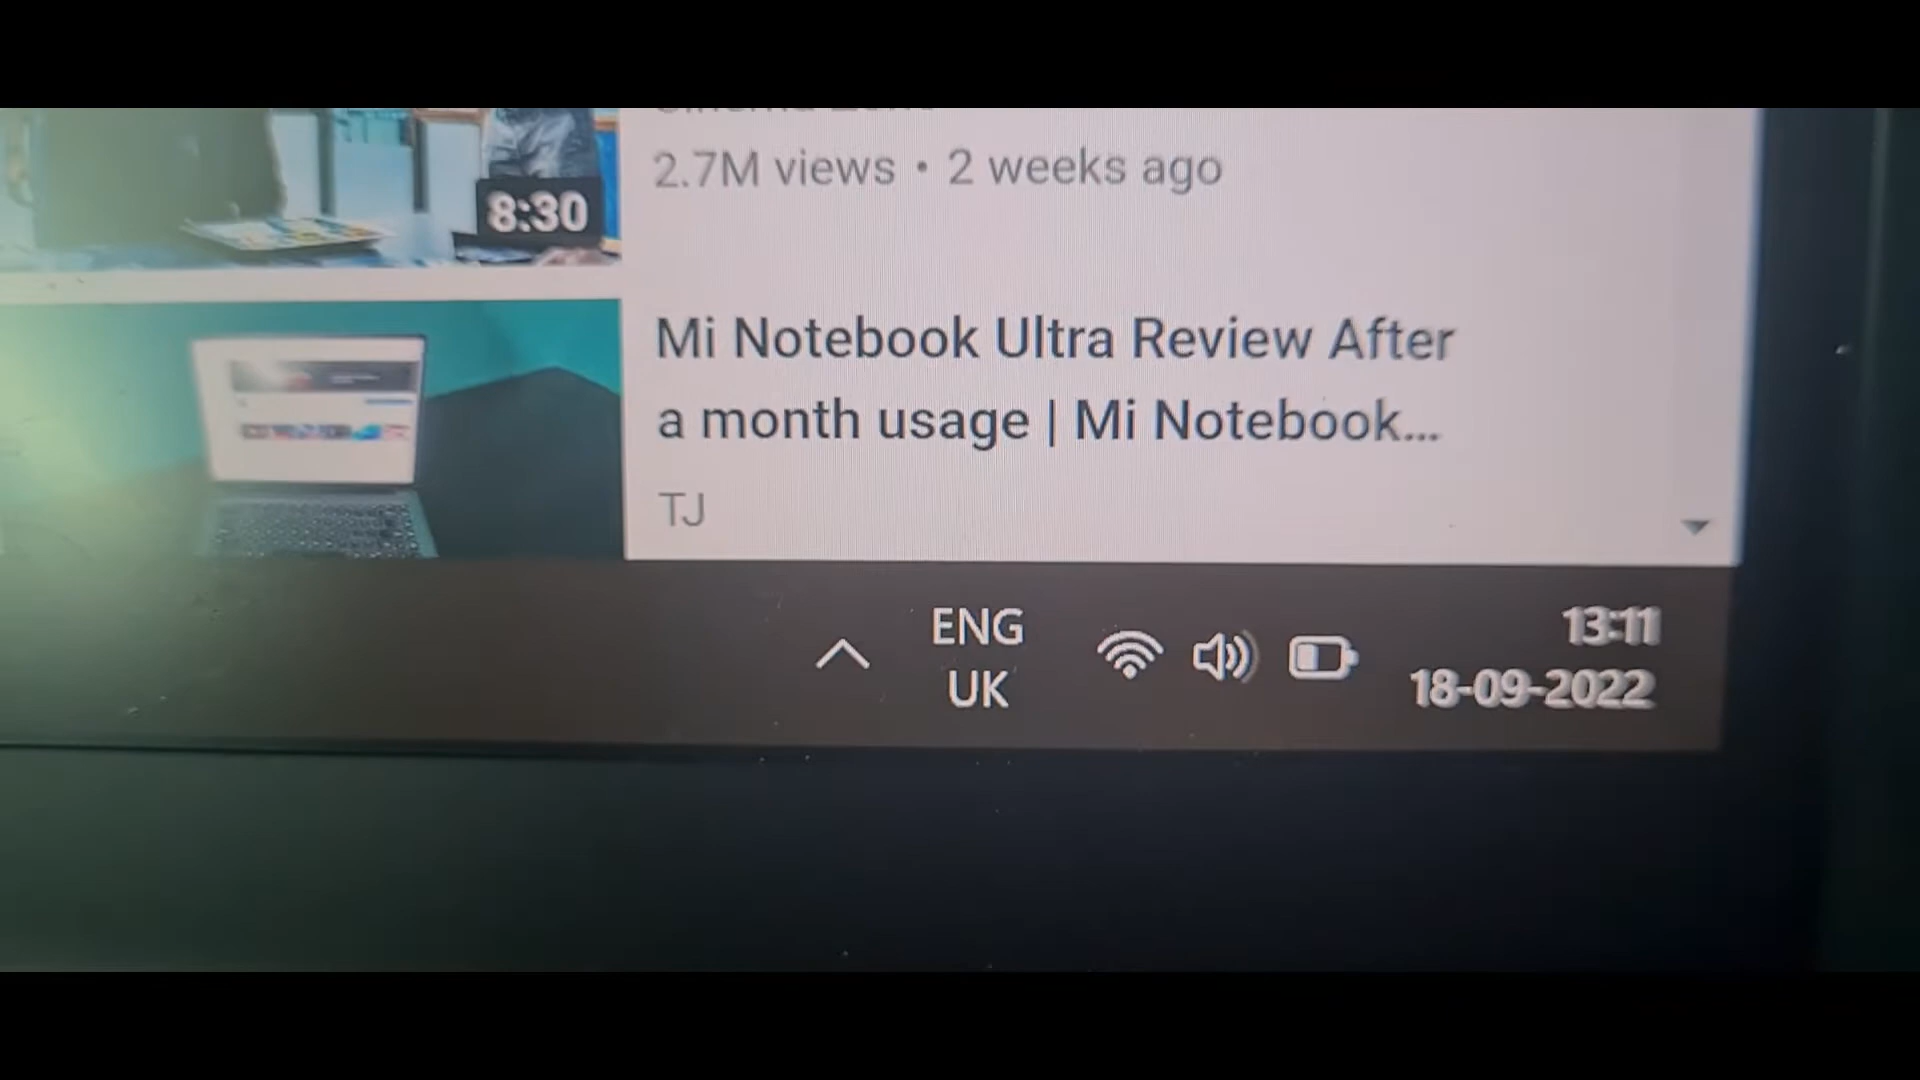 2.7M views • 2 weeks ago
8:30
Mi Notebook Ultra Review After
a month usage | Mi Notebook...
TJ
ENG
UK
13:11
18-09-2022